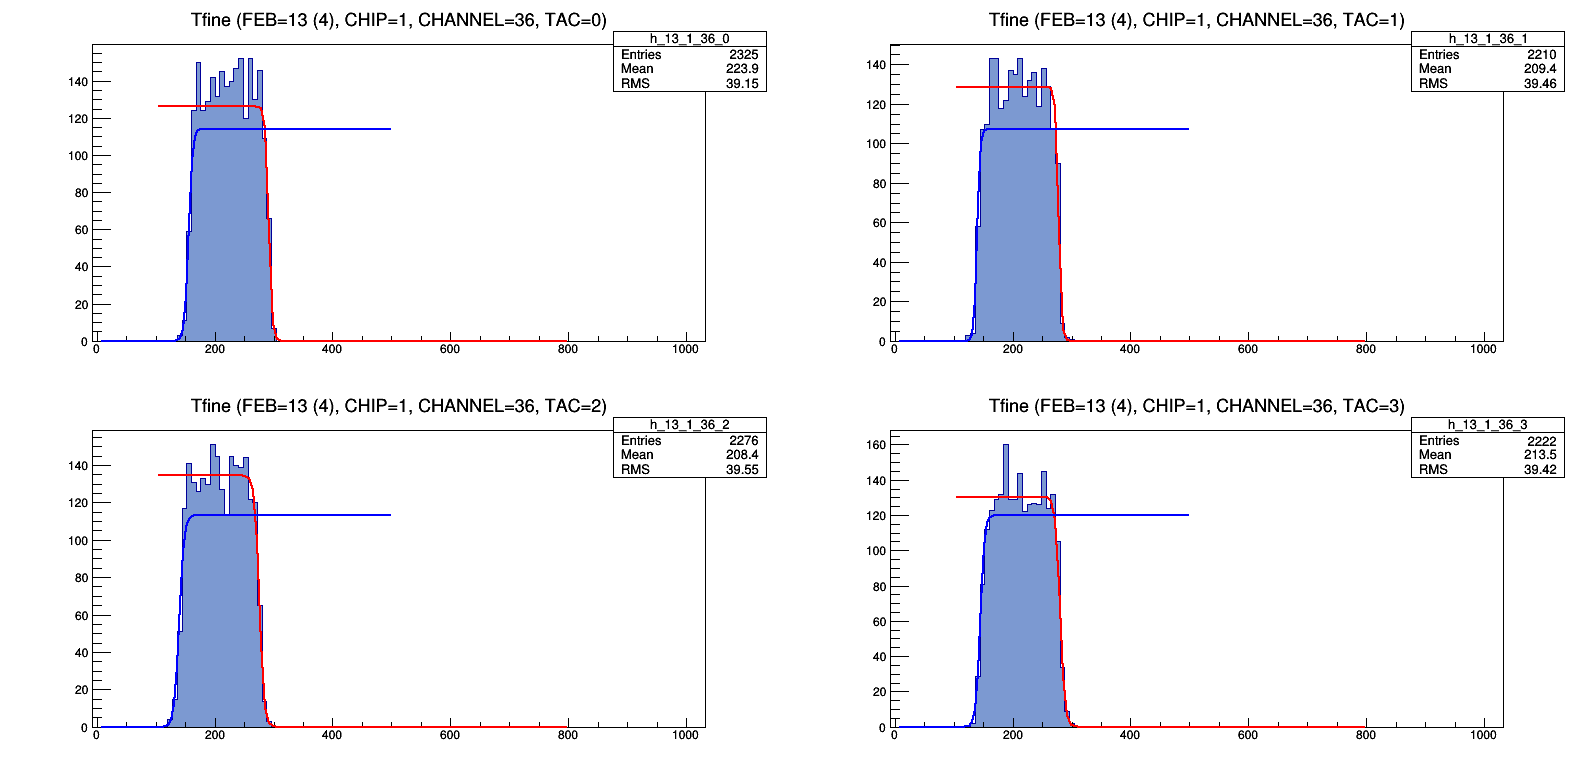 Tfine (FEB=13 (4), CHIP=1, CHANNEL=36, TAC=0)
h_13_1_36_0
Entries 2325
Mean 223.9
RMS 39.15
140
120
100
80
60
40
20
0
0 200 400 600 800 1000
Tfine (FEB=13 (4), CHIP=1, CHANNEL=36, TAC=1)
h_13_1_36_1
Entries 2210
Mean 209.4
RMS 39.46
140
120
100
80
60
40
20
0
0 200 400 600 800 1000
Tfine (FEB=13 (4), CHIP=1, CHANNEL=36, TAC=2)
h_13_1_36_2
Entries 2276
Mean 208.4
RMS 39.55
140
120
100
80
60
40
20
0
0 200 400 600 800 1000
Tfine (FEB=13 (4), CHIP=1, CHANNEL=36, TAC=3)
h_13_1_36_3
Entries 2222
Mean 213.5
RMS 39.42
160
140
120
100
80
60
40
20
0
0 200 400 600 800 1000